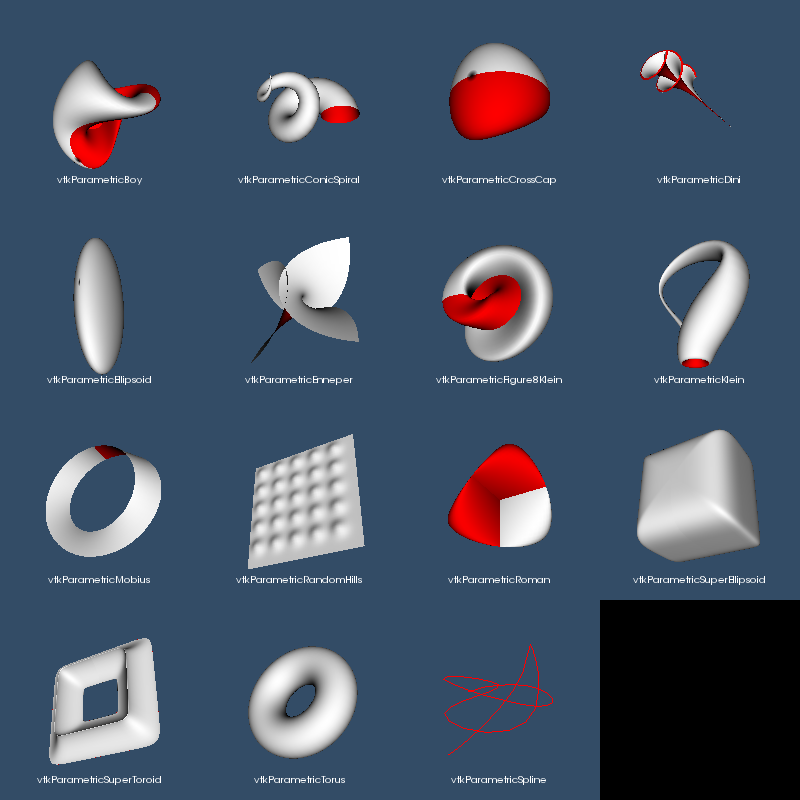 vtkParametricBoy
vtkParametricConicSpiral
vtkParametricCrossCap
vtkParametricDini
vtkParametricEllipsoid
vtkParametricEnneper
vtkParametricFigure8Klein
vtkParametricKlein
vtkParametricMobius
vtkParametricRandomHills
vtkParametricRoman
vtkParametricSuperEllipsoid
vtkParametricSuperToroid
vtkParametricTorus
vtkParametricSpline